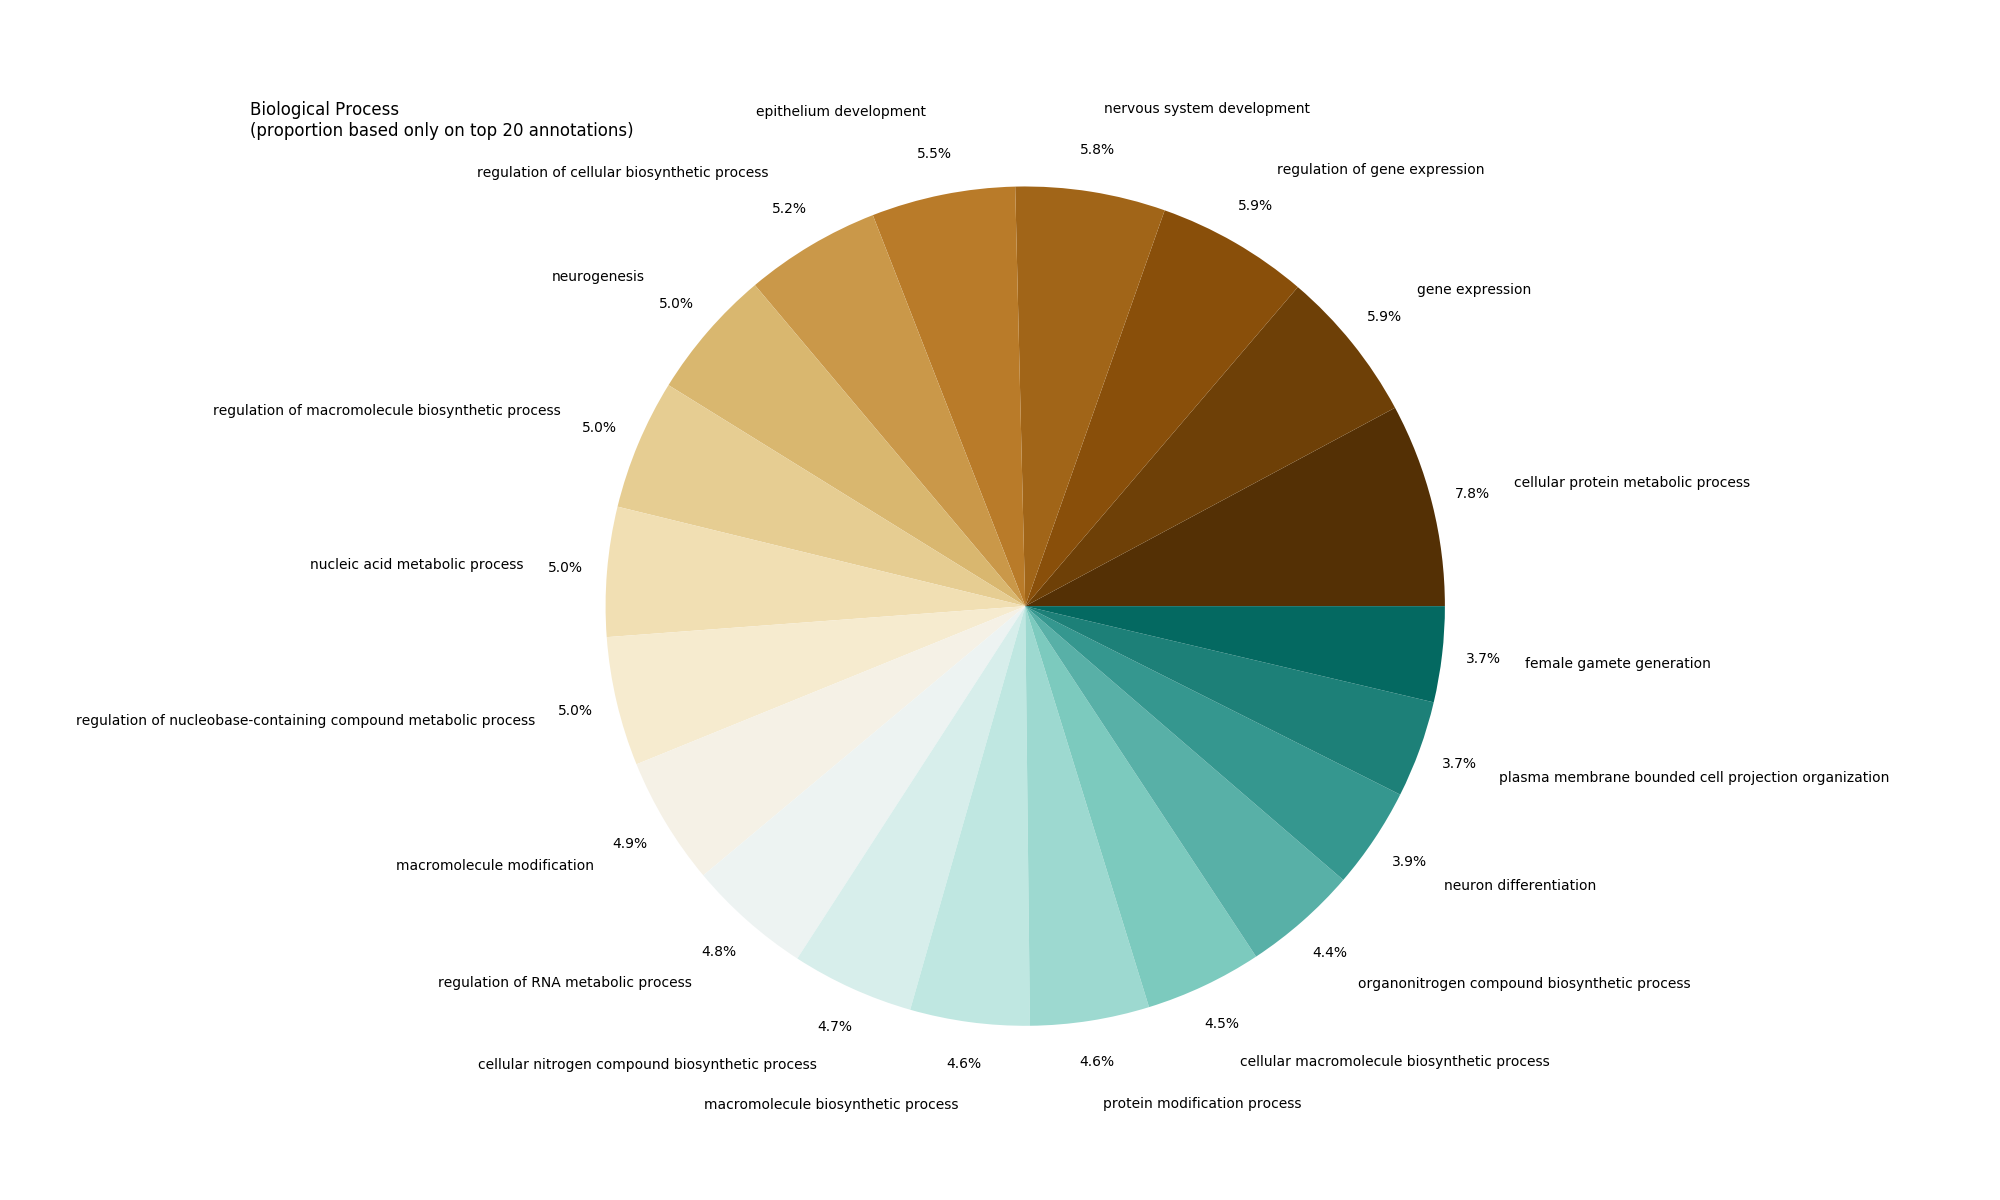 Biological Process
(proportion based only on top 20 annotations)
cellular protein metabolic process
7.8%
gene expression
5.9%
regulation of gene expression
5.9%
nervous system development
5.8%
epithelium development
5.5%
regulation of cellular biosynthetic process
5.2%
neurogenesis
5.0%
regulation of macromolecule biosynthetic process
5.0%
nucleic acid metabolic process
5.0%
regulation of nucleobase-containing compound metabolic process
5.0%
macromolecule modification
4.9%
regulation of RNA metabolic process
4.8%
cellular nitrogen compound biosynthetic process
4.7%
macromolecule biosynthetic process
4.6%
protein modification process
4.6%
cellular macromolecule biosynthetic process
4.5%
organonitrogen compound biosynthetic process
4.4%
neuron differentiation
3.9%
plasma membrane bounded cell projection organization
3.7%
female gamete generation
3.7%